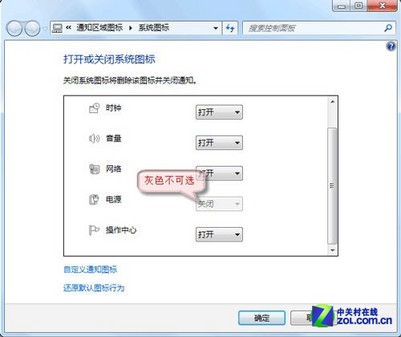 通知区域图标 ▸ 系统图标
搜索控制面板
打开或关闭系统图标
关闭系统图标将删除该图标并关闭通知。
时钟 打开
音量 打开
网络 打开
灰色不可选
电源 关闭
操作中心 打开
自定义通知图标
还原默认图标行为
确定
中关村在线
zol.com.cn